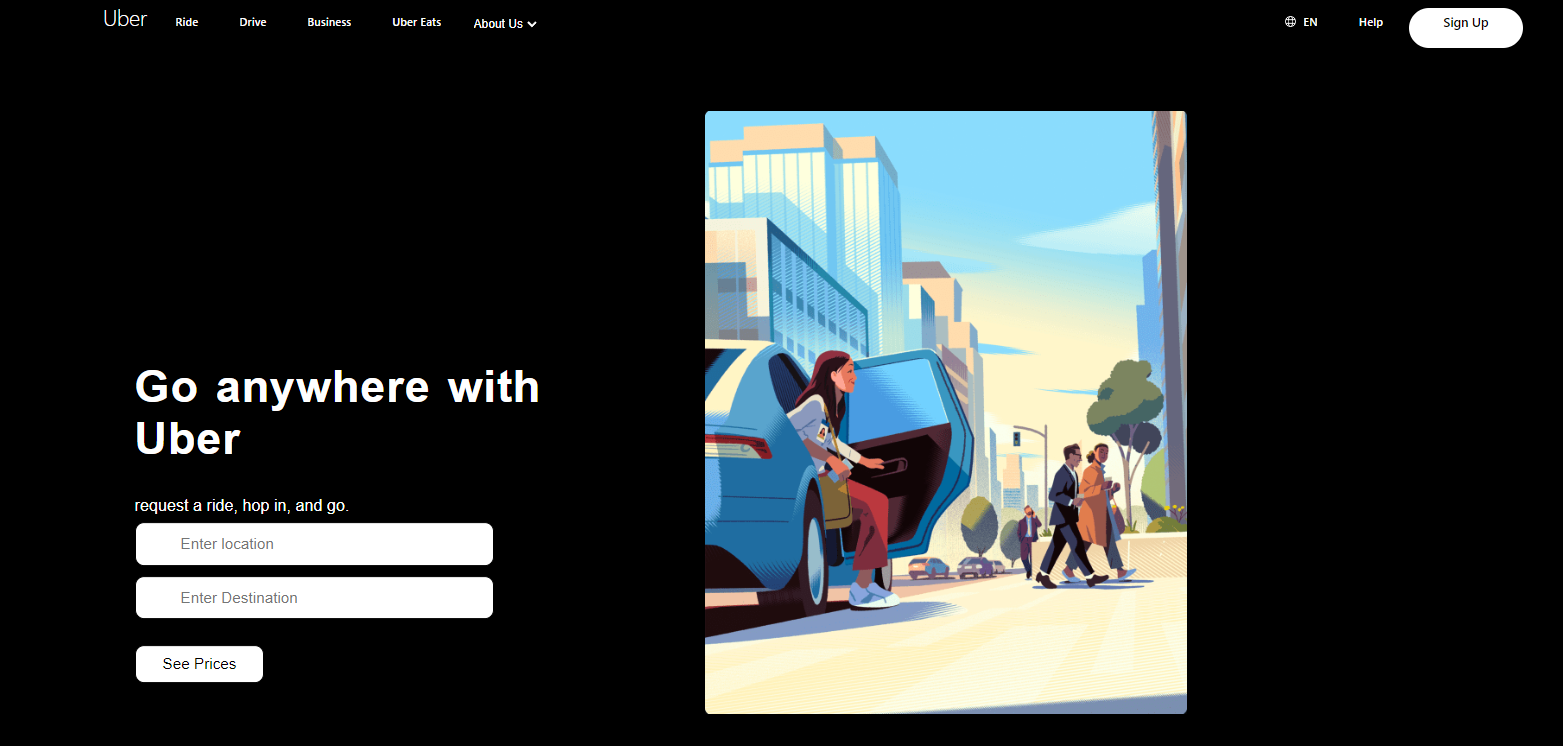 Uber Ride Drive Business Uber Eats About Us EN Help Sign Up
Go anywhere with
Uber
request a ride, hop in, and go.
Enter location
Enter Destination
See Prices